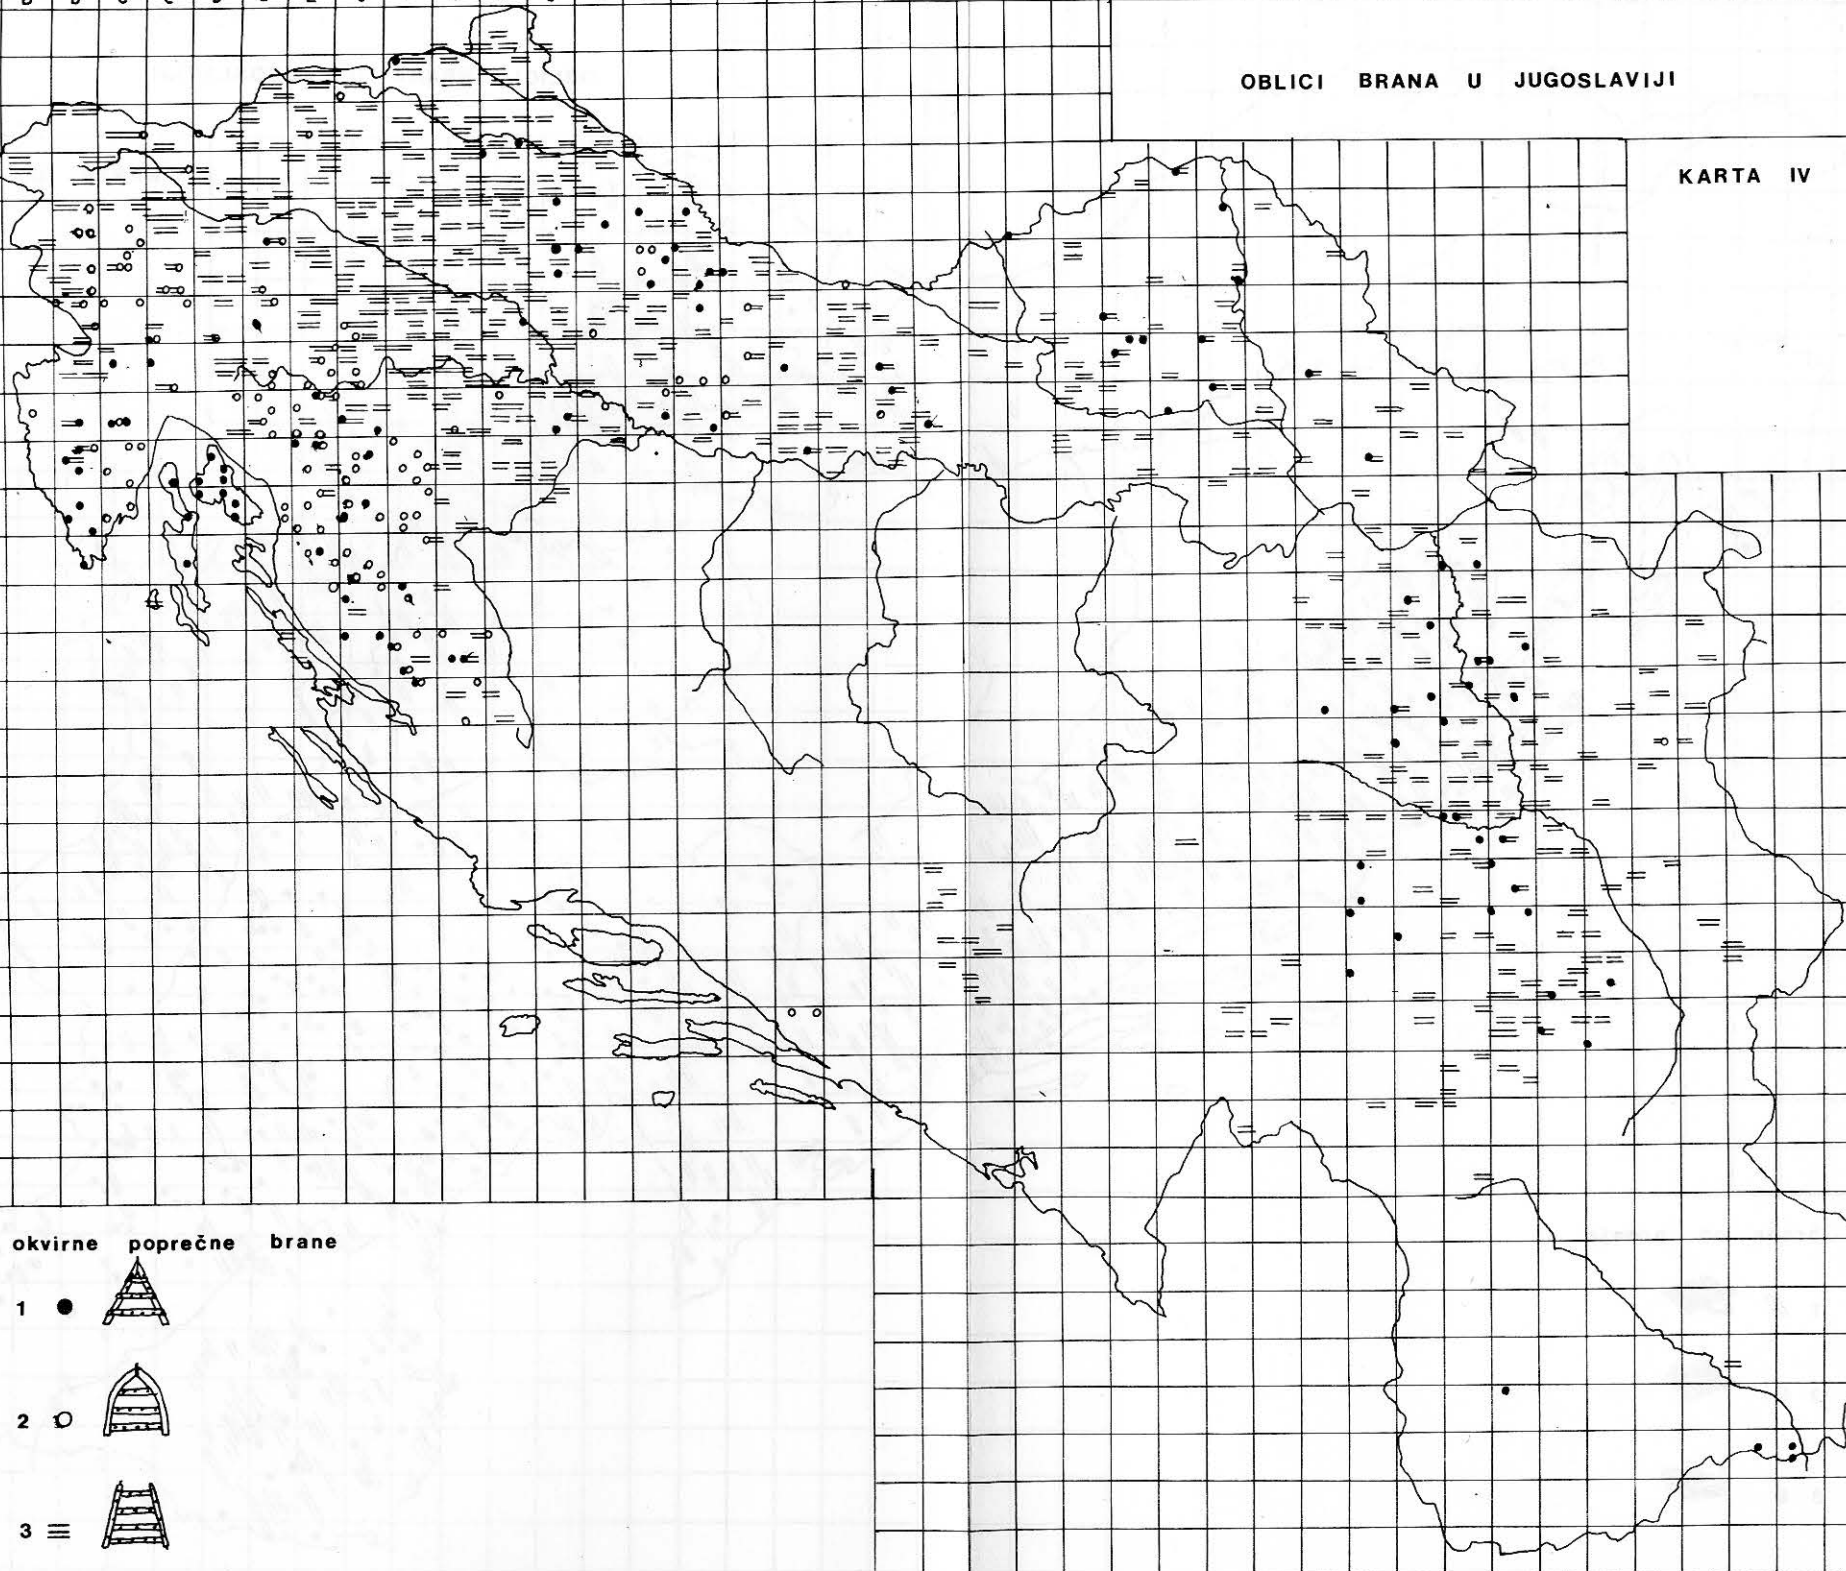 OBLICI BRANA U JUGOSLAVIJI
KARTA IV
okvirne poprečne brane
1
2
3